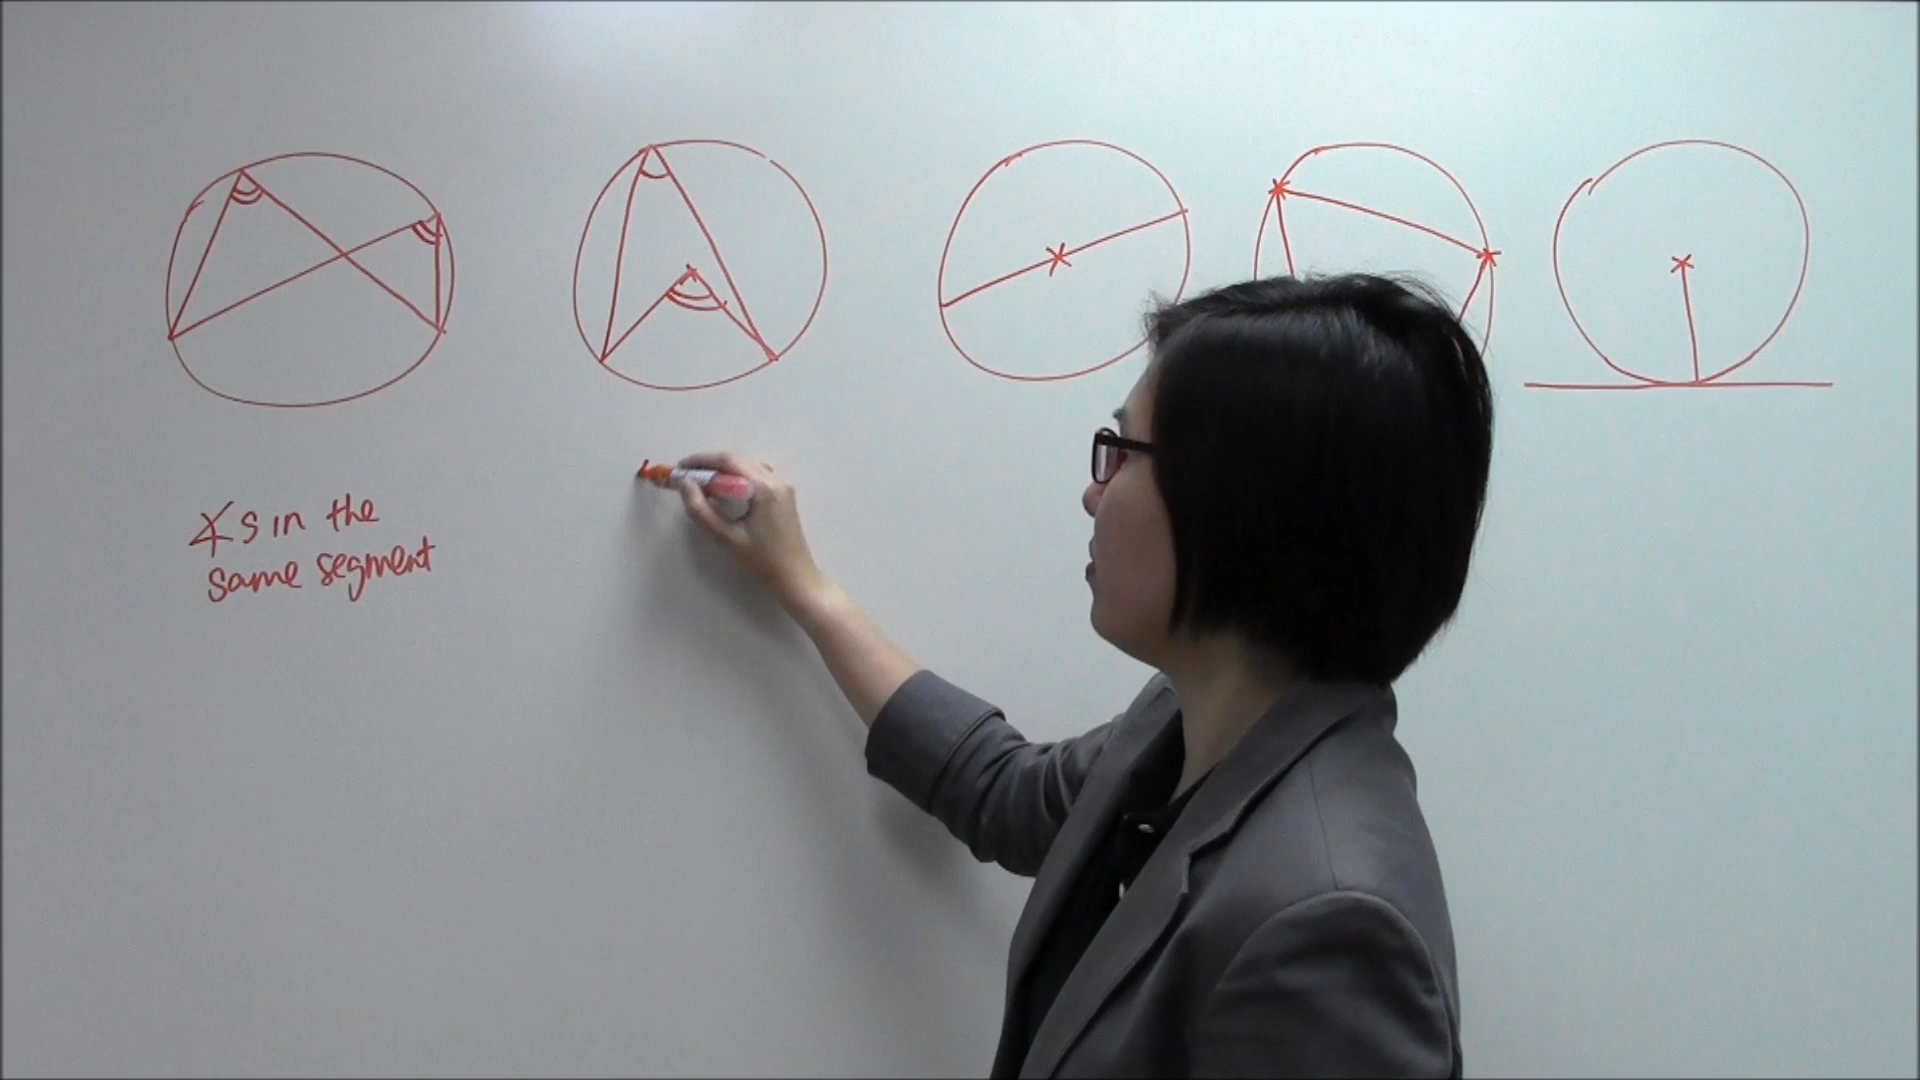 ∡s in the
same segment